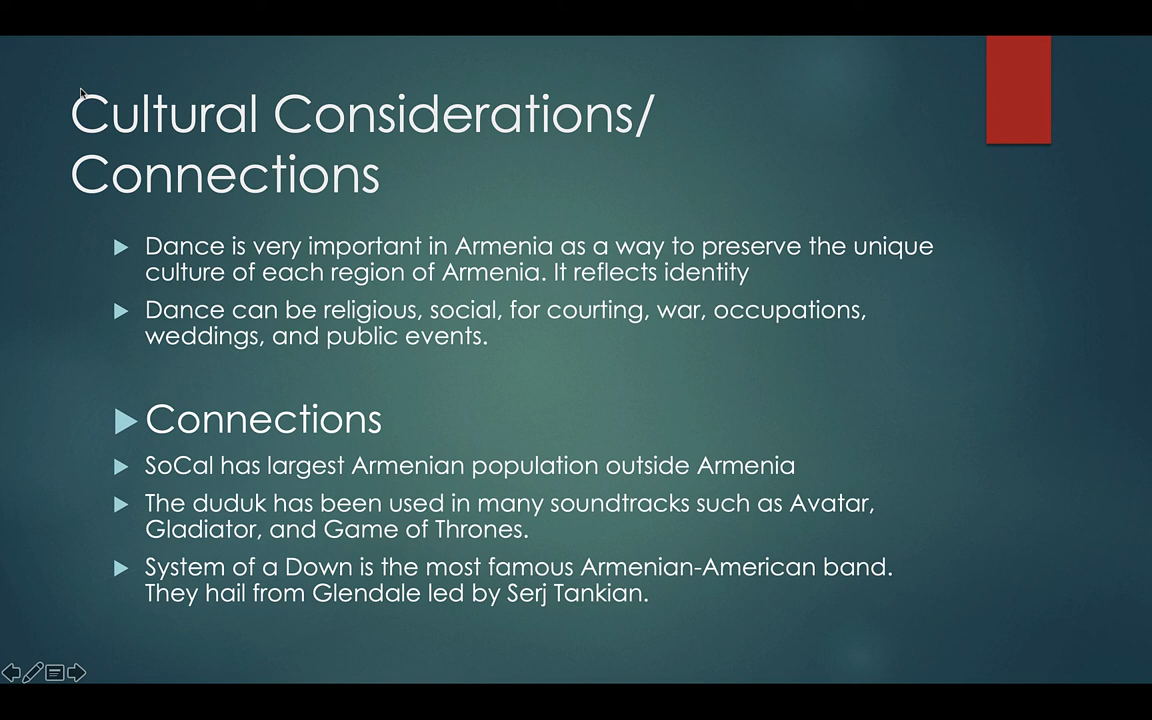 Cultural Considerations/
Connections
Dance is very important in Armenia as a way to preserve the unique
culture of each region of Armenia. It reflects identity
Dance can be religious, social, for courting, war, occupations,
weddings, and public events.
Connections
SoCal has largest Armenian population outside Armenia
The duduk has been used in many soundtracks such as Avatar,
Gladiator, and Game of Thrones.
System of a Down is the most famous Armenian-American band.
They hail from Glendale led by Serj Tankian.